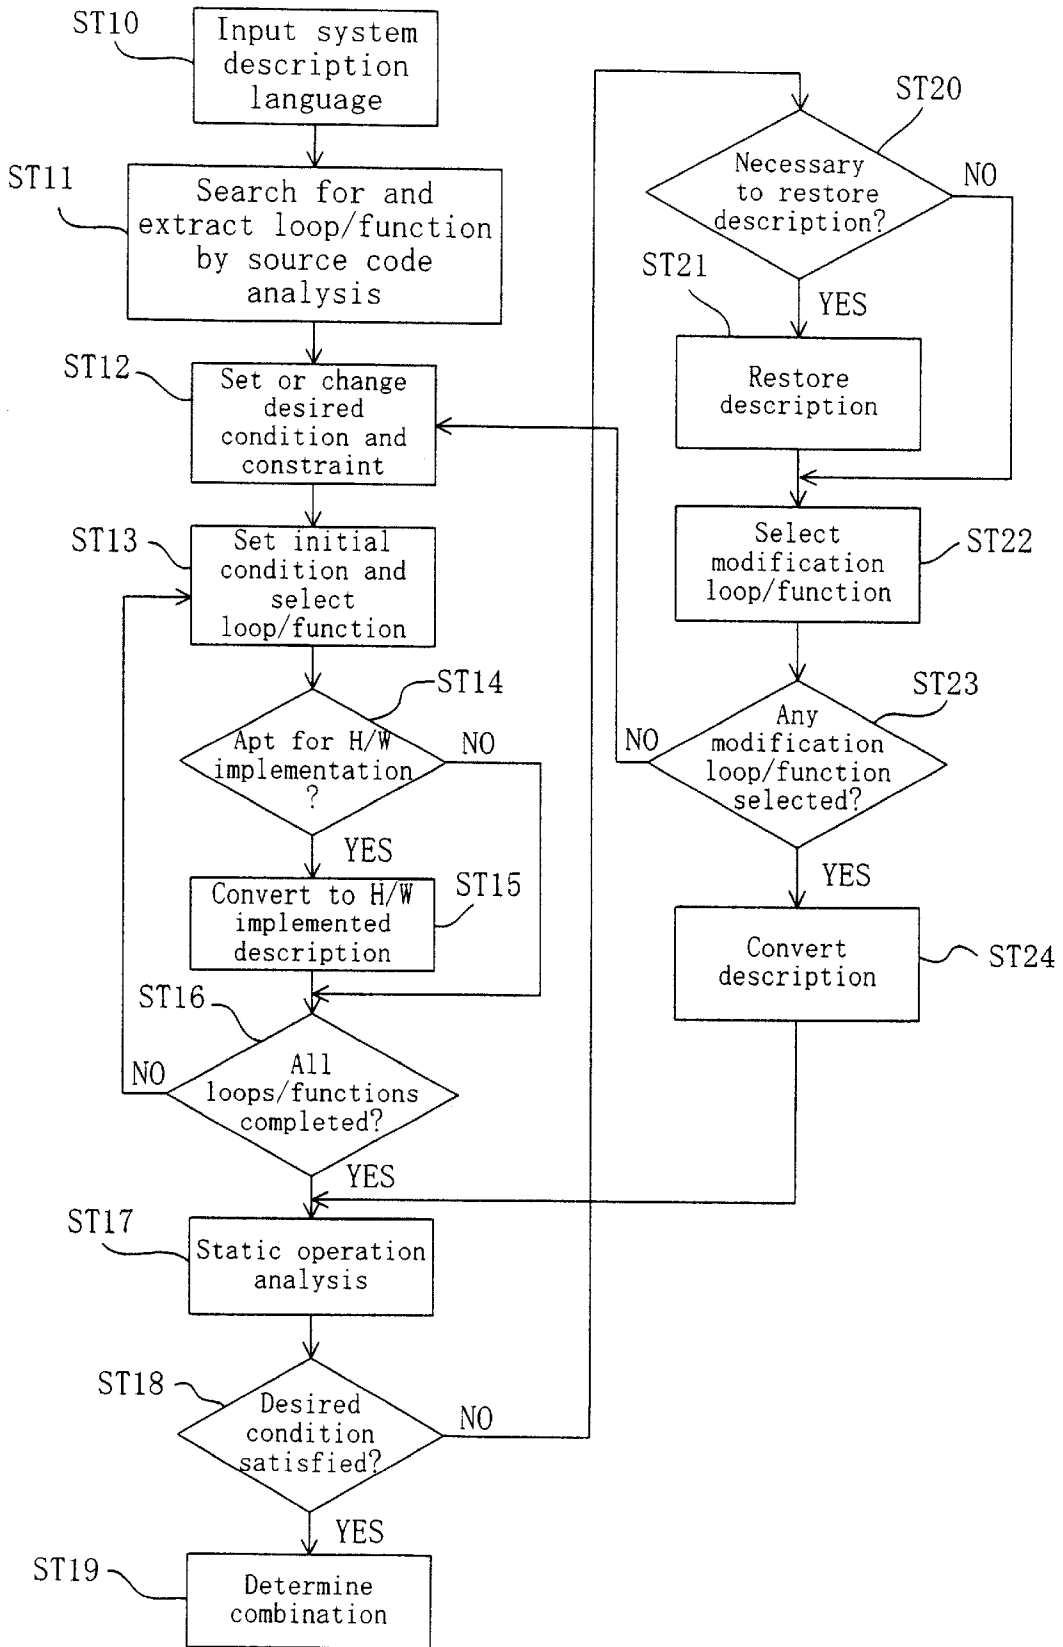 ST10
Input system
description
language
ST11
Search for and
extract loop/function
by source code
analysis
ST12
Set or change
desired
condition and
constraint
ST13
Set initial
condition and
select
loop/function
ST14
Apt for H/W
implementation
?
NO
YES
Convert to H/W
implemented
description
ST15
ST16
All
loops/functions
completed?
NO
YES
ST17
Static operation
analysis
ST18
Desired
condition
satisfied?
NO
YES
ST19
Determine
combination
ST20
Necessary
to restore
description?
NO
YES
ST21
Restore
description
Select
modification
loop/function
ST22
ST23
Any
modification
loop/function
selected?
NO
YES
Convert
description
ST24